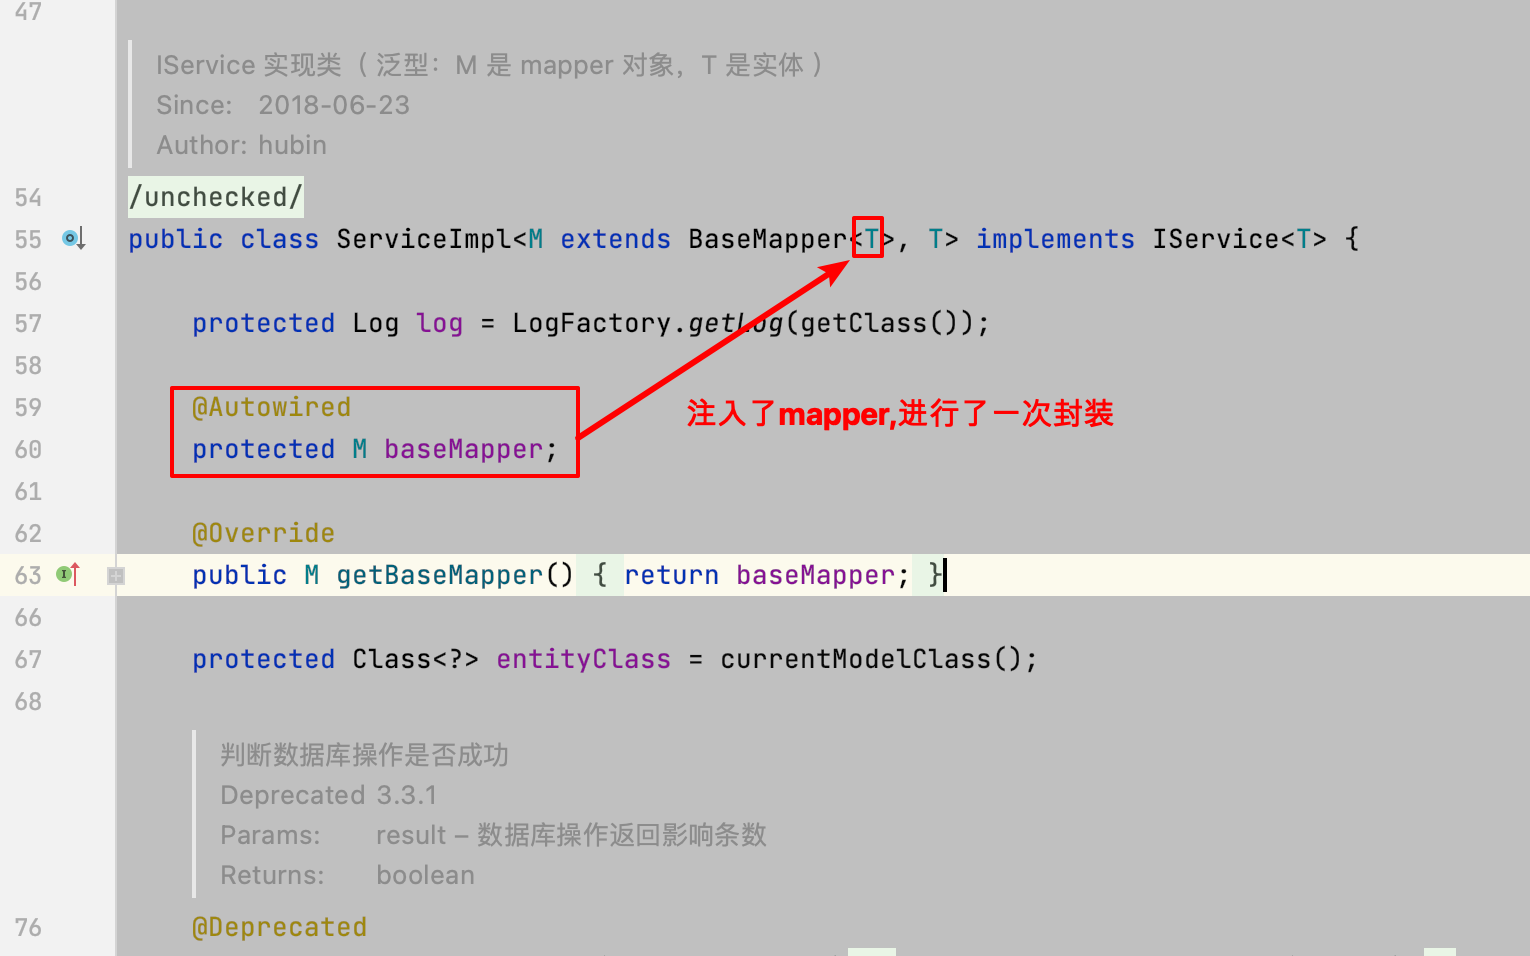 47
IService 实现类（ 泛型：M 是 mapper 对象，T 是实体 ）
Since: 2018-06-23
Author: hubin
54 /unchecked/
55 public class ServiceImpl<M extends BaseMapper<T>, T> implements IService<T> {
56
57 protected Log log = LogFactory.getLog(getClass());
58
59 @Autowired
注入了mapper,进行了一次封装
60 protected M baseMapper;
61
62 @Override
63 public M getBaseMapper() { return baseMapper; }
66
67 protected Class<?> entityClass = currentModelClass();
68
判断数据库操作是否成功
Deprecated 3.3.1
Params: result – 数据库操作返回影响条数
Returns: boolean
76 @Deprecated